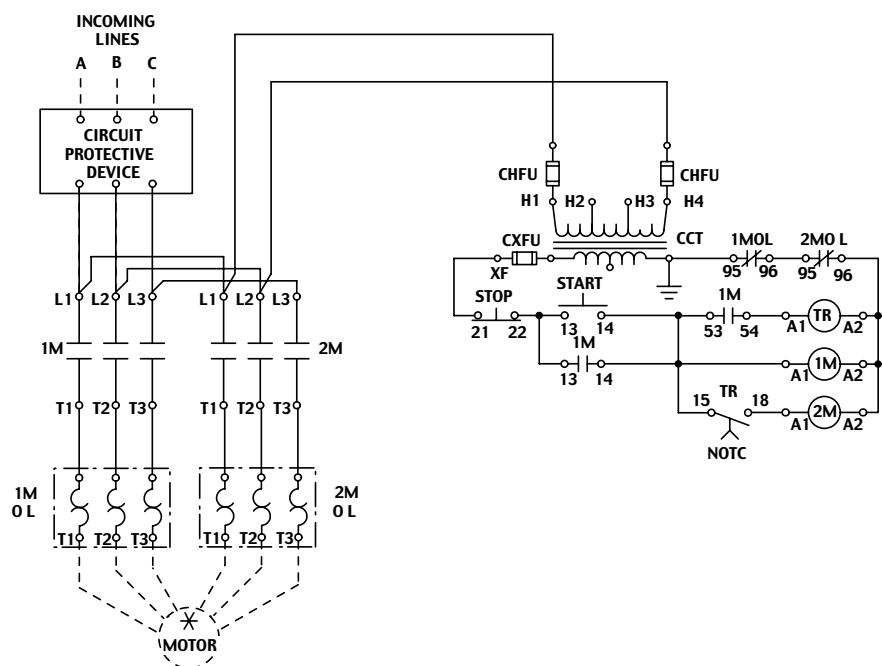 INCOMING
LINES
A B C
CIRCUIT
PROTECTIVE
DEVICE
CHFU CHFU
H1 H2 H3 H4
CXFU CCT 1MOL 2MO L
XF 95 96 95 96
L1 L2 L3 L1 L2 L3
STOP START 1M
21 22 13 14 53 54 A1 TR A2
1M 2M
1M
13 14 A1 1M A2
T1 T2 T3 T1 T2 T3
15 TR 18 A1 2M A2
NOTC
1M
O L
2M
O L
T1 T2 T3 T1 T2 T3
MOTOR